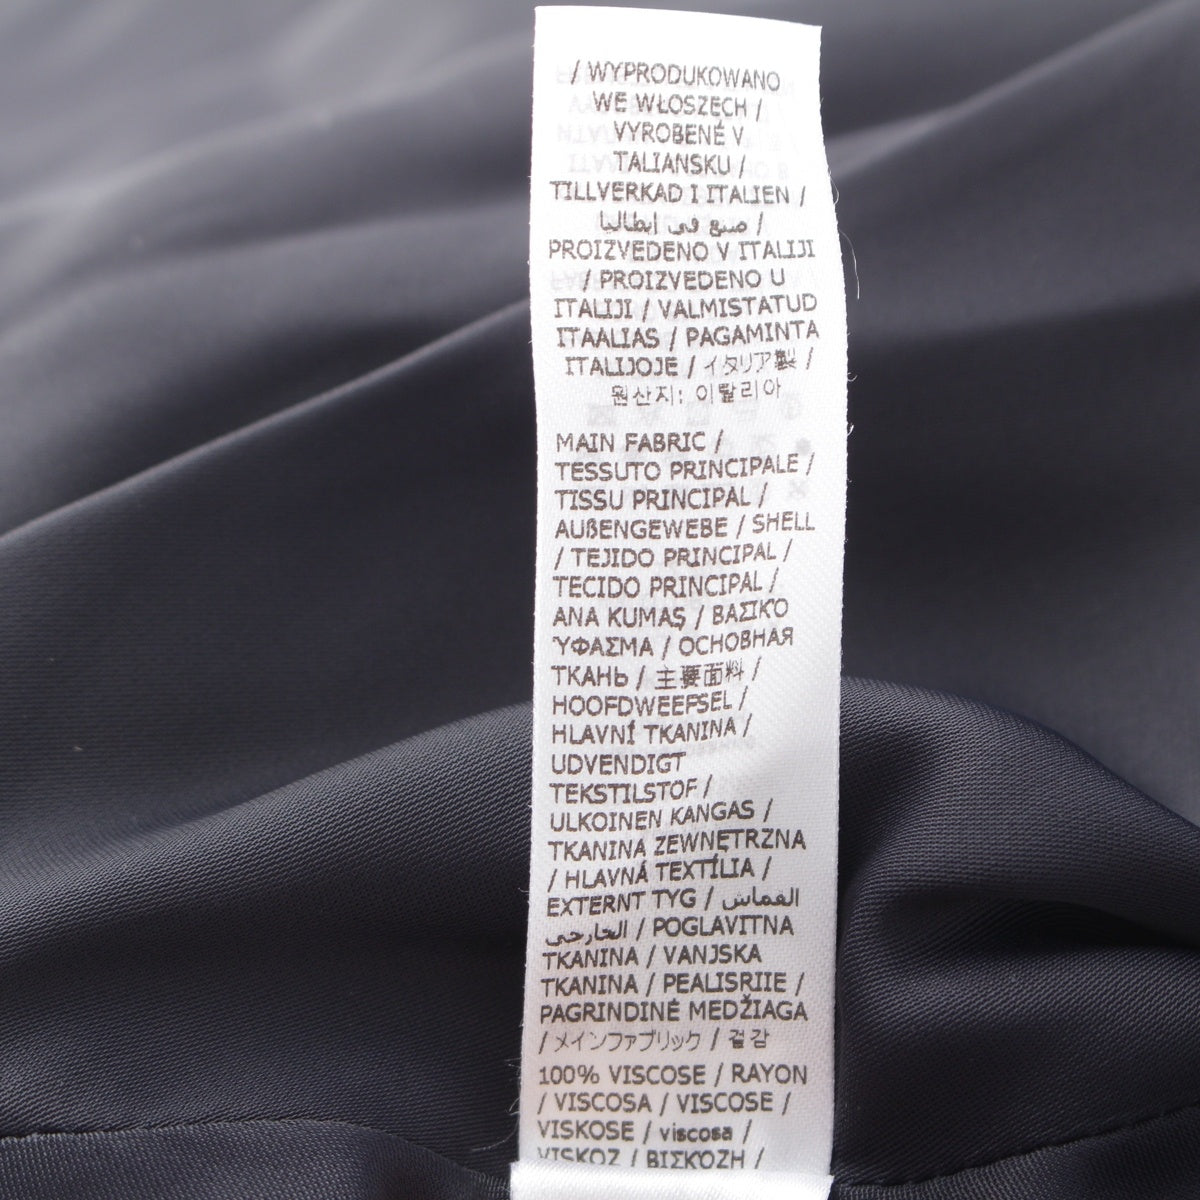 / WYPRODUKOWANO
WE WŁOSZECH /
VYROBENÉ V
TALIANSKU /
TILLVERKAD I ITALIEN /
صنع في إيطاليا /
PROIZVEDENO V ITALIJI
/ PROIZVEDENO U
ITALIJI / VALMISTATUD
ITAALIAS / PAGAMINTA
ITALIJOJE / イタリア製 /
원산지: 이탈리아
MAIN FABRIC /
TESSUTO PRINCIPALE /
TISSU PRINCIPAL /
AUßENGEWEBE / SHELL
/ TEJIDO PRINCIPAL /
TECIDO PRINCIPAL /
ANA KUMAŞ / ΒΑΣΙΚΌ
ΎΦΑΣΜΑ / ОСНОВНАЯ
ТКАНЬ / 主要面料 /
HOOFDWEEFSEL /
HLAVNÍ TKANINA /
UDVENDIGT
TEKSTILSTOF /
ULKOINEN KANGAS /
TKANINA ZEWNĘTRZNA
/ HLAVNÁ TEXTÍLIA /
EXTERNT TYG / القماش
الخارجي / POGLAVITNA
TKANINA / VANJSKA
TKANINA / PEALISRIIE /
PAGRINDINĖ MEDŽIAGA
/ メインファブリック / 겉감
100% VISCOSE / RAYON
/ VISCOSA / VISCOSE /
VISKOSE / viscosa /
VISKOZ / ΒΙΣΚΌΖΗ /